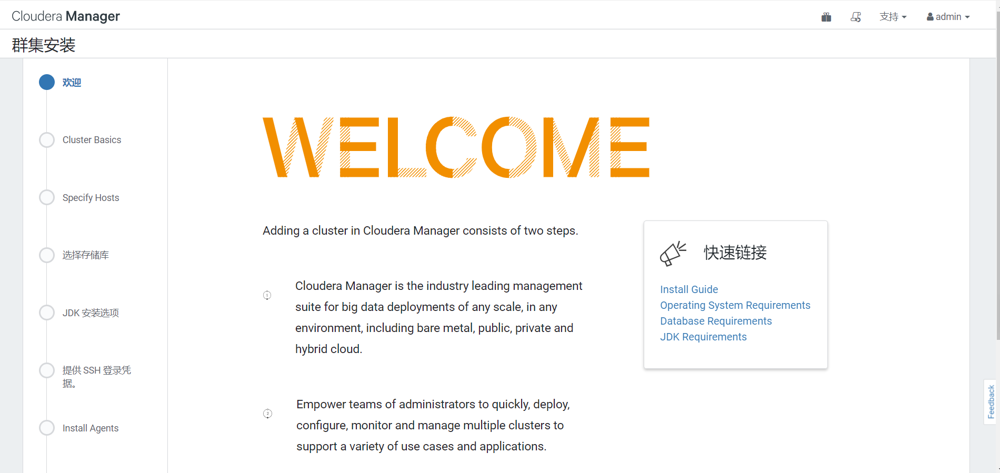 Cloudera Manager
支持
admin
群集安装
欢迎
Cluster Basics
Specify Hosts
选择存储库
JDK 安装选项
提供 SSH 登录凭
据。
Install Agents
WELCOME
Adding a cluster in Cloudera Manager consists of two steps.
1
Cloudera Manager is the industry leading management
suite for big data deployments of any scale, in any
environment, including bare metal, public, private and
hybrid cloud.
2
Empower teams of administrators to quickly, deploy,
configure, monitor and manage multiple clusters to
support a variety of use cases and applications.
快速链接
Install Guide
Operating System Requirements
Database Requirements
JDK Requirements
Feedback